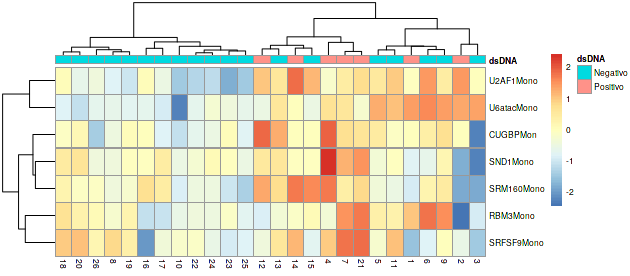 dsDNA
U2AF1Mono
U6atacMono
CUGBPMon
SND1Mono
SRM160Mono
RBM3Mono
SRFSF9Mono
18 20 26 8 19 16 17 10 22 24 23 25 12 13 14 15 4 7 21 5 11 1 6 9 2 3
2
1
0
-1
-2
dsDNA
Negativo
Positivo